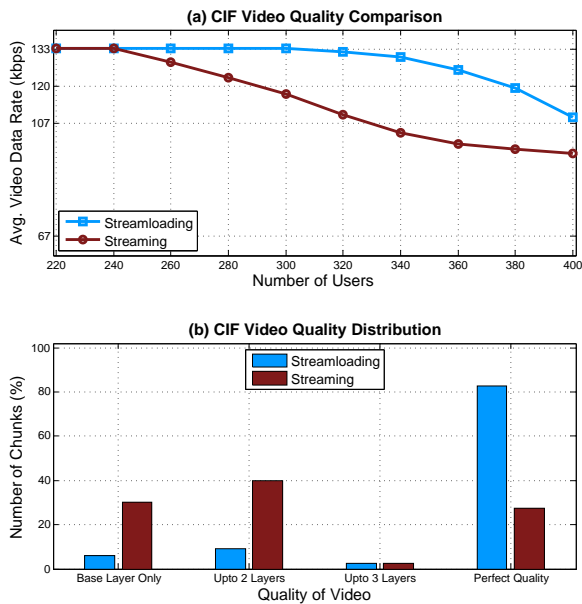 (a) CIF Video Quality Comparison
Avg. Video Data Rate (kbps)
133
120
107
67
Streamloading
Streaming
220 240 260 280 300 320 340 360 380 400
Number of Users
(b) CIF Video Quality Distribution
Number of Chunks (%)
100
80
60
40
20
0
Streamloading
Streaming
Base Layer Only Upto 2 Layers Upto 3 Layers Perfect Quality
Quality of Video